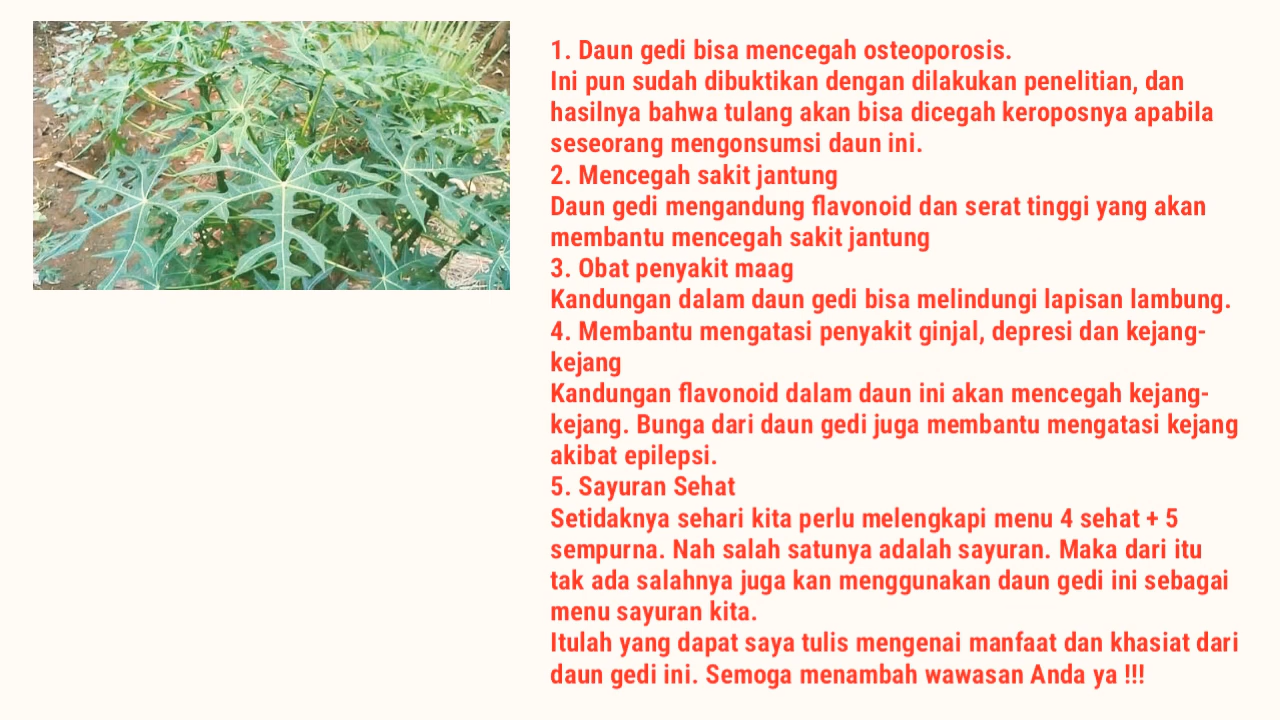 1. Daun gedi bisa mencegah osteoporosis.
Ini pun sudah dibuktikan dengan dilakukan penelitian, dan
hasilnya bahwa tulang akan bisa dicegah keroposnya apabila
seseorang mengonsumsi daun ini.
2. Mencegah sakit jantung
Daun gedi mengandung flavonoid dan serat tinggi yang akan
membantu mencegah sakit jantung
3. Obat penyakit maag
Kandungan dalam daun gedi bisa melindungi lapisan lambung.
4. Membantu mengatasi penyakit ginjal, depresi dan kejang-
kejang
Kandungan flavonoid dalam daun ini akan mencegah kejang-
kejang. Bunga dari daun gedi juga membantu mengatasi kejang
akibat epilepsi.
5. Sayuran Sehat
Setidaknya sehari kita perlu melengkapi menu 4 sehat + 5
sempurna. Nah salah satunya adalah sayuran. Maka dari itu
tak ada salahnya juga kan menggunakan daun gedi ini sebagai
menu sayuran kita.
Itulah yang dapat saya tulis mengenai manfaat dan khasiat dari
daun gedi ini. Semoga menambah wawasan Anda ya !!!